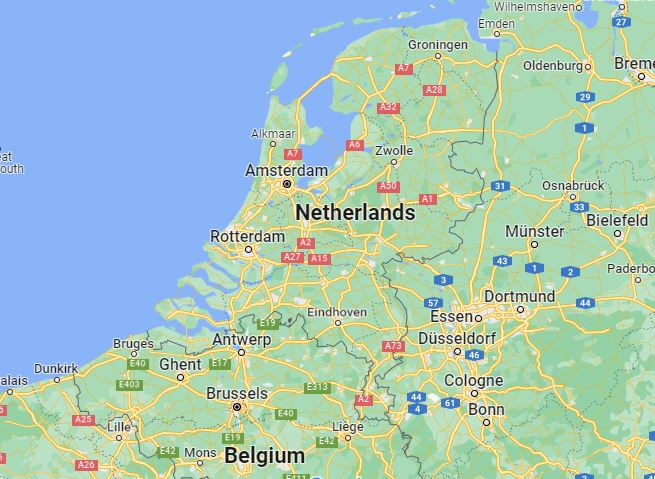 Wilhelmshaven
Emden
27
Groningen
Oldenburg
Breme
A7
A28
29
A32
1
Alkmaar
A7
A6
Zwolle
eat
outh
Amsterdam
A50
A1
31
Osnabrück
33
Netherlands
Bielefeld
Rotterdam
A2
Münster
A27
A15
43
1
2
Paderbo
3
57
Dortmund
44
Eindhoven
Essen
E19
Bruges
Antwerp
Düsseldorf
A73
46
Dunkirk
E40
Ghent
E17
alais
E403
E313
Cologne
Brussels
A2
44
4
61
Bonn
A25
E40
Lille
E19
E42
Liège
E42
Mons
Belgium
A26
E411